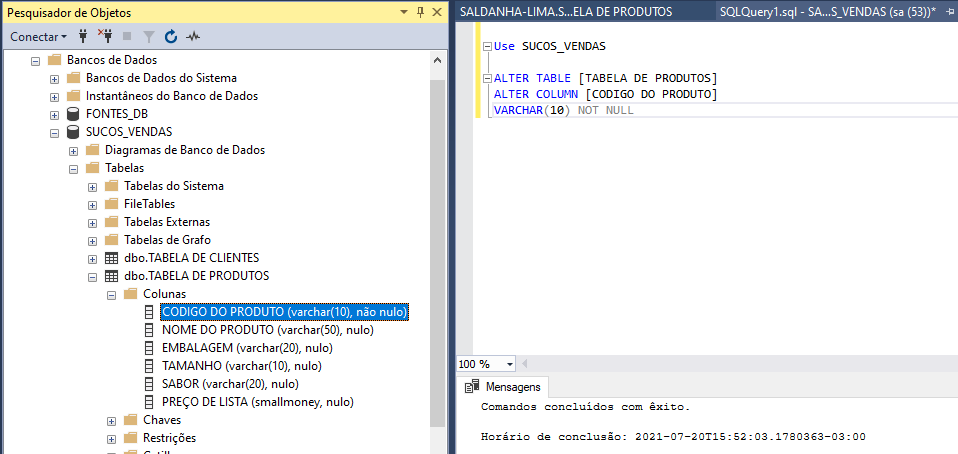 Pesquisador de Objetos
Conectar
Bancos de Dados
Bancos de Dados do Sistema
Instantâneos do Banco de Dados
FONTES_DB
SUCOS_VENDAS
Diagramas de Banco de Dados
Tabelas
Tabelas do Sistema
FileTables
Tabelas Externas
Tabelas de Grafo
dbo.TABELA DE CLIENTES
dbo.TABELA DE PRODUTOS
Colunas
CODIGO DO PRODUTO (varchar(10), não nulo)
NOME DO PRODUTO (varchar(50), nulo)
EMBALAGEM (varchar(20), nulo)
TAMANHO (varchar(10), nulo)
SABOR (varchar(20), nulo)
PREÇO DE LISTA (smallmoney, nulo)
Chaves
Restrições
SALDANHA-LIMA.S...ELA DE PRODUTOS
SQLQuery1.sql - SA...S_VENDAS (sa (53))*
Use SUCOS_VENDAS
ALTER TABLE [TABELA DE PRODUTOS]
ALTER COLUMN [CODIGO DO PRODUTO]
VARCHAR(10) NOT NULL
100 %
Mensagens
Comandos concluídos com êxito.
Horário de conclusão: 2021-07-20T15:52:03.1780363-03:00